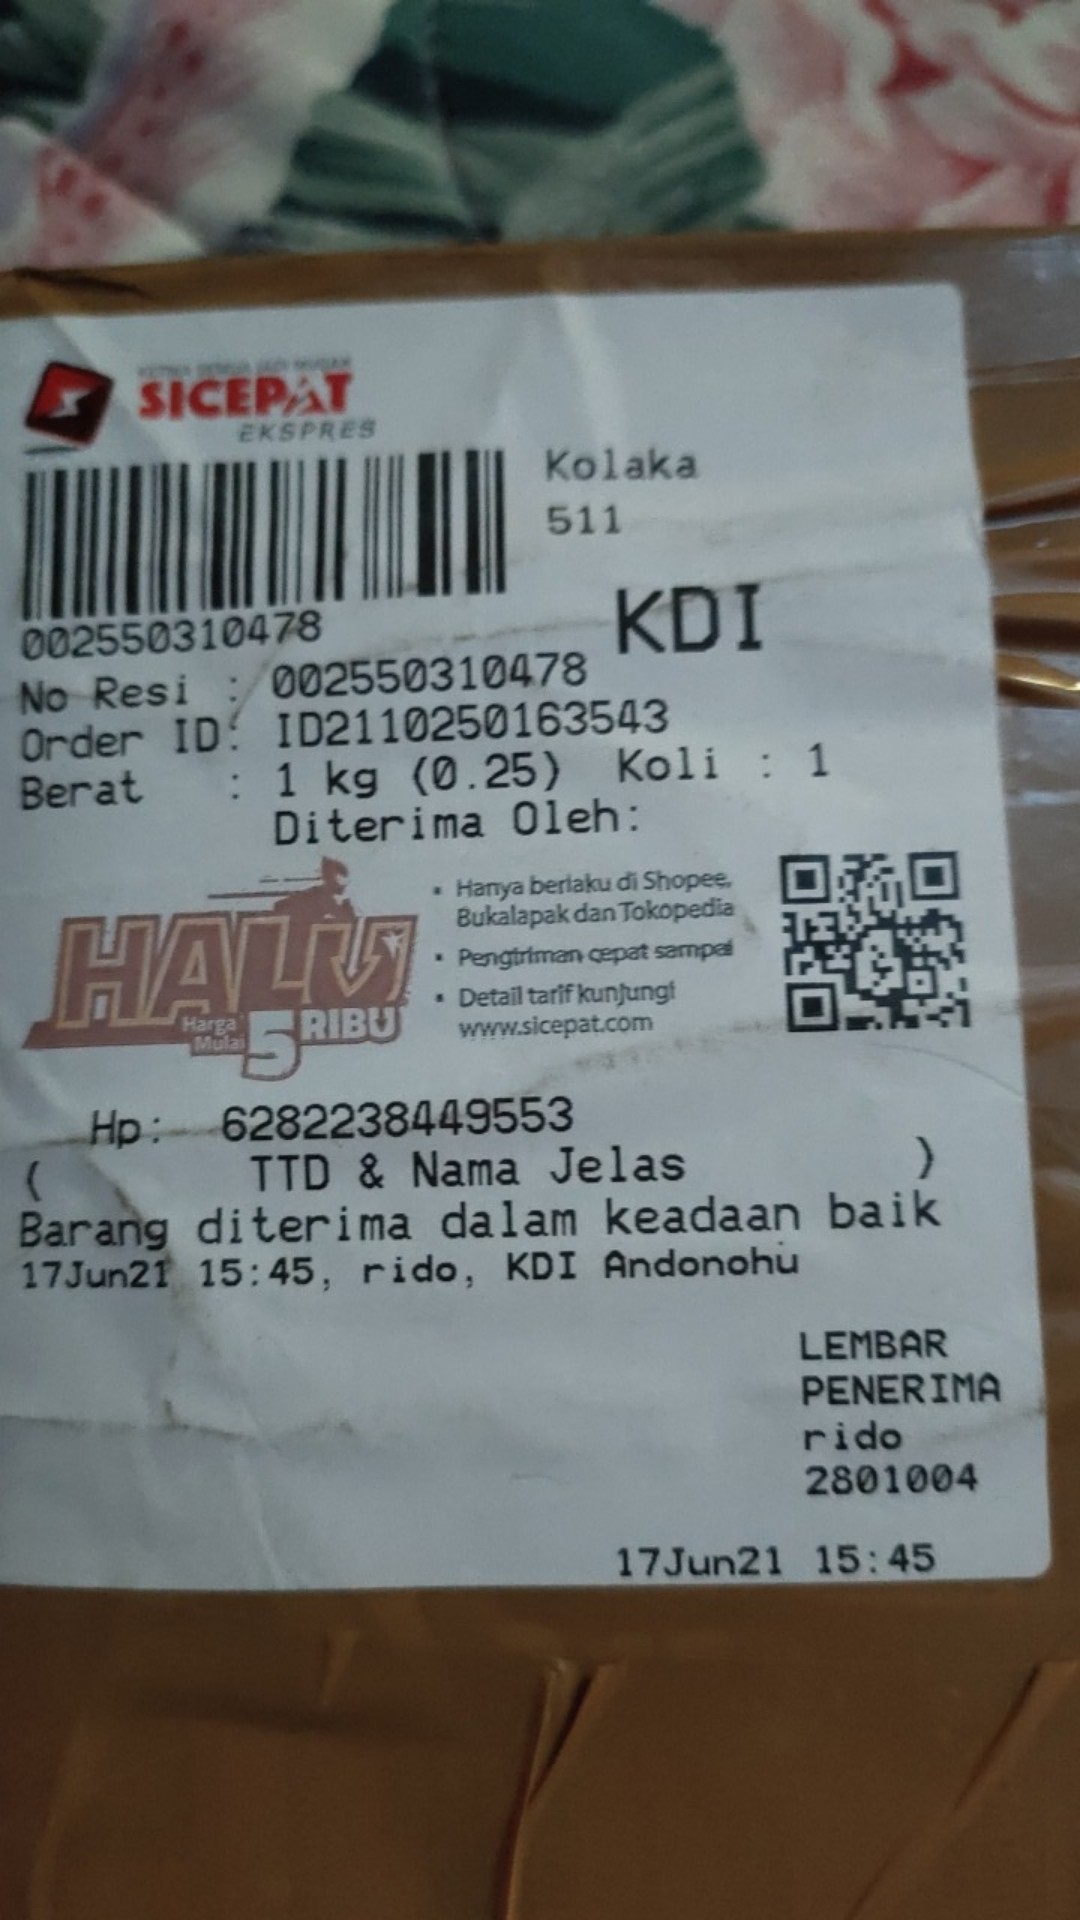 SICEPAT
EKSPRES
Kolaka
511
KDI
002550310478
No Resi : 002550310478
Order ID: ID2110250163543
Berat : 1 kg (0.25) Koli : 1
Diterima Oleh:
HALU
Harga Mulai 5 RIBU
• Hanya berlaku di Shopee,
Bukalapak dan Tokopedia
• Pengiriman cepat sampai
• Detail tarif kunjungi
www.sicepat.com
Hp: 6282238449553
( TTD & Nama Jelas )
Barang diterima dalam keadaan baik
17Jun21 15:45, rido, KDI Andonohu
LEMBAR
PENERIMA
rido
2801004
17Jun21 15:45